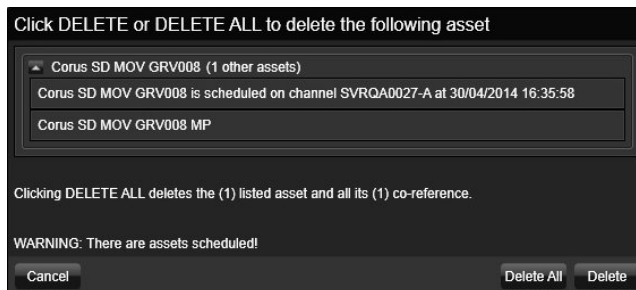 Click DELETE or DELETE ALL to delete the following asset
Corus SD MOV GRV008 (1 other assets)
Corus SD MOV GRV008 is scheduled on channel SVRQA0027-A at 30/04/2014 16:35:58
Corus SD MOV GRV008 MP
Clicking DELETE ALL deletes the (1) listed asset and all its (1) co-reference.
WARNING: There are assets scheduled!
Cancel Delete All Delete